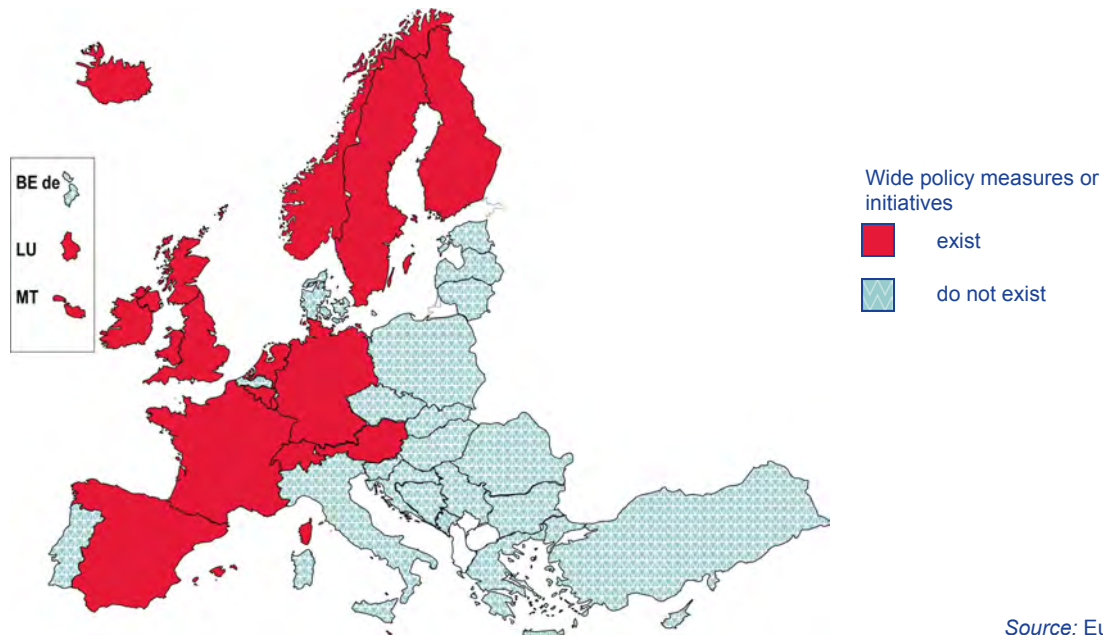 BE de
LU
MT
Wide policy measures or
initiatives
exist
do not exist
Source: